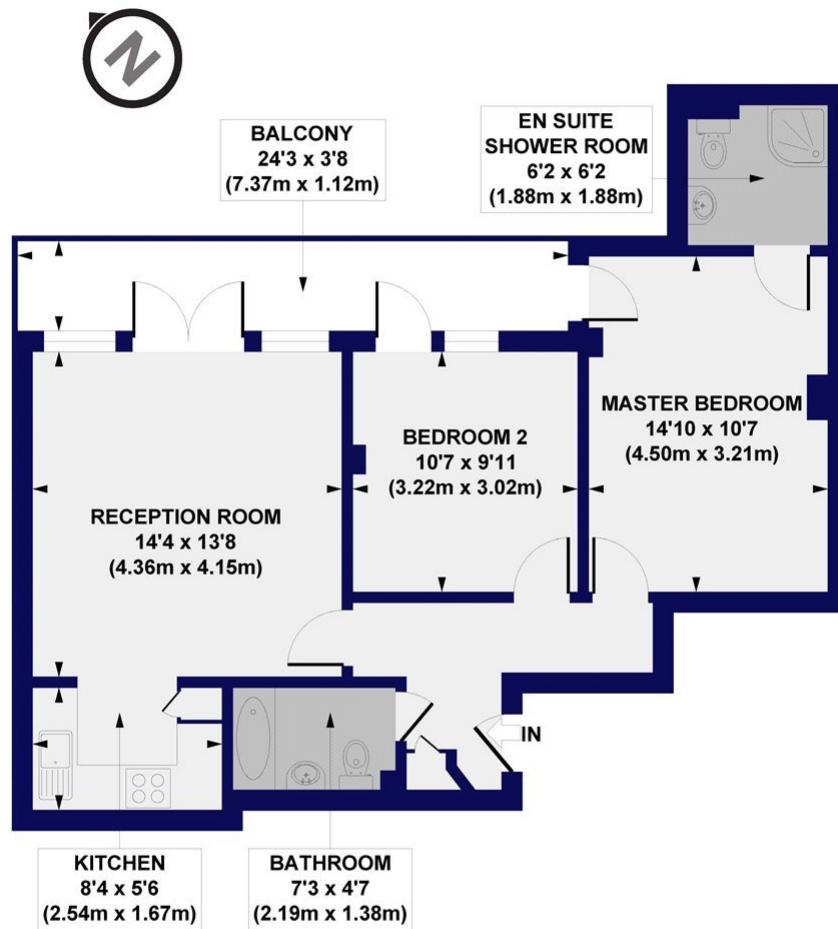 N
BALCONY
24'3 x 3'8
(7.37m x 1.12m)
EN SUITE
SHOWER ROOM
6'2 x 6'2
(1.88m x 1.88m)
MASTER BEDROOM
14'10 x 10'7
(4.50m x 3.21m)
BEDROOM 2
10'7 x 9'11
(3.22m x 3.02m)
RECEPTION ROOM
14'4 x 13'8
(4.36m x 4.15m)
IN
KITCHEN
8'4 x 5'6
(2.54m x 1.67m)
BATHROOM
7'3 x 4'7
(2.19m x 1.38m)